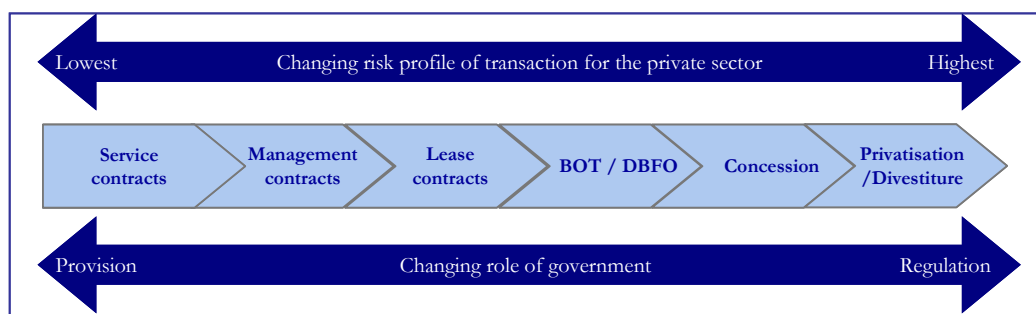 Lowest Changing risk profile of transaction for the private sector Highest
Service contracts
Management contracts
Lease contracts
BOT / DBFO
Concession
Privatisation /Divestiture
Provision Changing role of government Regulation